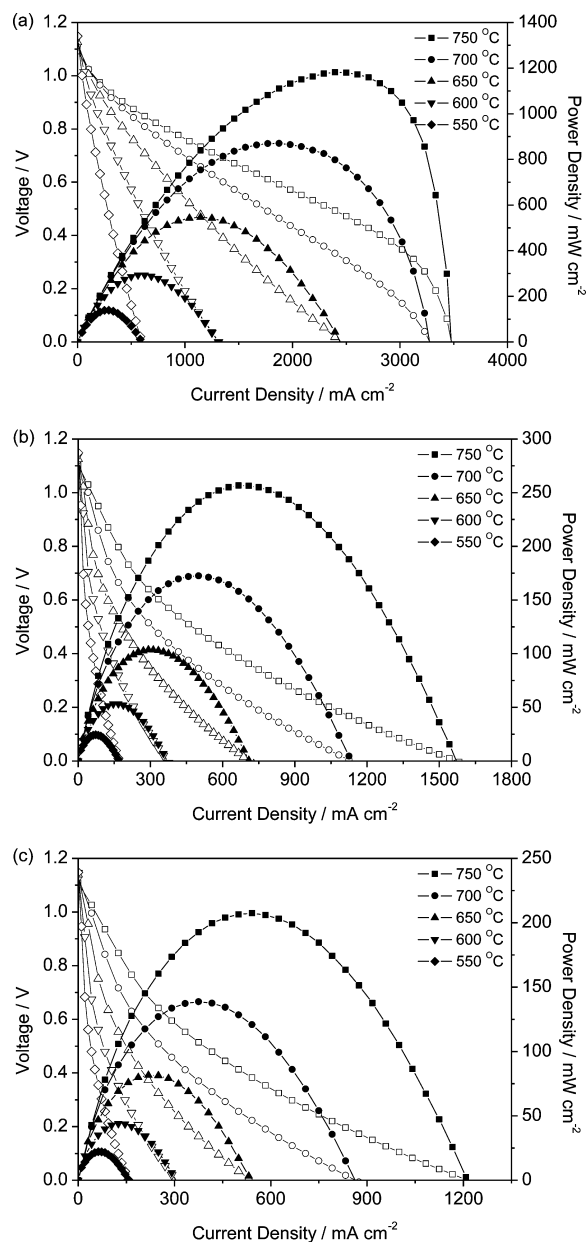 (a)
1.2
1.0
0.8
0.6
0.4
0.2
0.0
Voltage / V
1400
1200
1000
800
600
400
200
0
Power Density / mW cm⁻²
750 °C
700 °C
650 °C
600 °C
550 °C
0 1000 2000 3000 4000
Current Density / mA cm⁻²
(b)
1.2
1.0
0.8
0.6
0.4
0.2
0.0
Voltage / V
300
250
200
150
100
50
0
Power Density / mW cm⁻²
750 °C
700 °C
650 °C
600 °C
550 °C
0 300 600 900 1200 1500 1800
Current Density / mA cm⁻²
(c)
1.2
1.0
0.8
0.6
0.4
0.2
0.0
Voltage / V
250
200
150
100
50
0
Power Density / mW cm⁻²
750 °C
700 °C
650 °C
600 °C
550 °C
0 300 600 900 1200
Current Density / mA cm⁻²